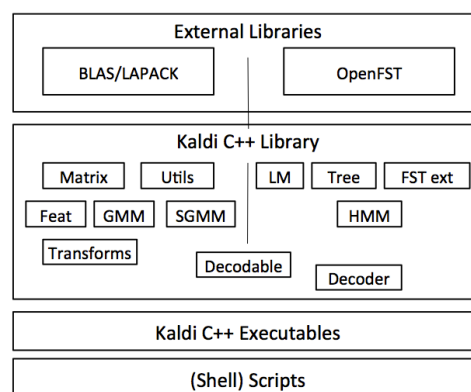 External Libraries
BLAS/LAPACK OpenFST
Kaldi C++ Library
Matrix Utils LM Tree FST ext
Feat GMM SGMM HMM
Transforms
Decodable
Decoder
Kaldi C++ Executables
(Shell) Scripts